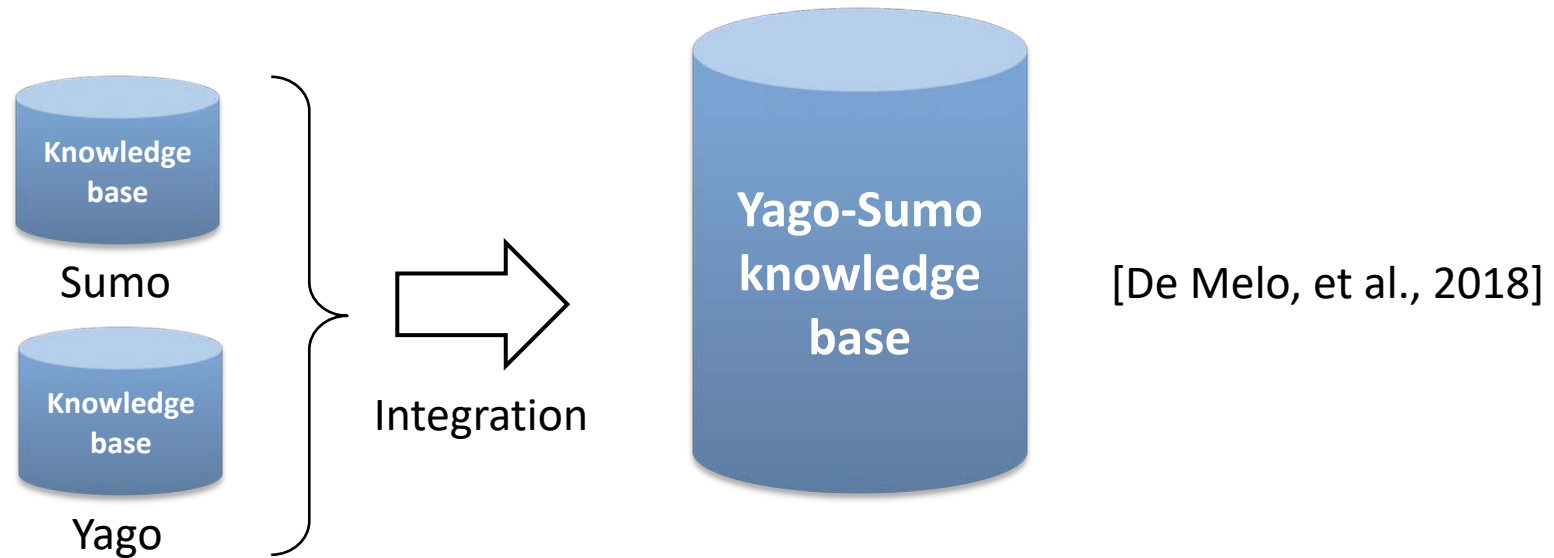 Knowledge
base
Sumo
Knowledge
base
Yago
Integration
Yago-Sumo
knowledge
base
[De Melo, et al., 2018]